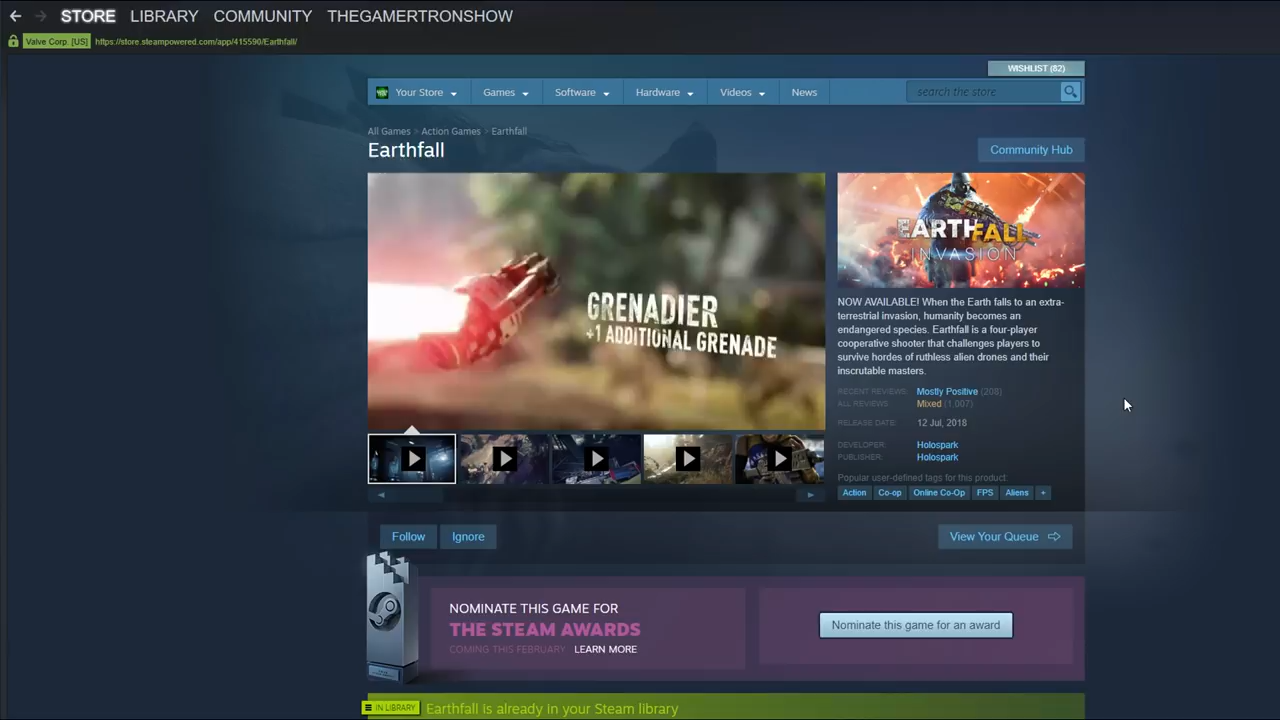 STORE LIBRARY COMMUNITY THEGAMERTRONSHOW
Valve Corp. [US] https://store.steampowered.com/app/415590/Earthfall/
WISHLIST (82)
Your Store Games Software Hardware Videos News search the store
All Games > Action Games > Earthfall
Earthfall
Community Hub
GRENADIER
+1 ADDITIONAL GRENADE
EARTHFALL
INVASION
NOW AVAILABLE! When the Earth falls to an extra-
terrestrial invasion, humanity becomes an
endangered species. Earthfall is a four-player
cooperative shooter that challenges players to
survive hordes of ruthless alien drones and their
inscrutable masters.
RECENT REVIEWS: Mostly Positive (208)
ALL REVIEWS: Mixed (1,007)
RELEASE DATE: 12 Jul, 2018
DEVELOPER: Holospark
PUBLISHER: Holospark
Popular user-defined tags for this product:
Action Co-op Online Co-Op FPS Aliens +
Follow Ignore View Your Queue
NOMINATE THIS GAME FOR
THE STEAM AWARDS
COMING THIS FEBRUARY LEARN MORE
Nominate this game for an award
IN LIBRARY Earthfall is already in your Steam library